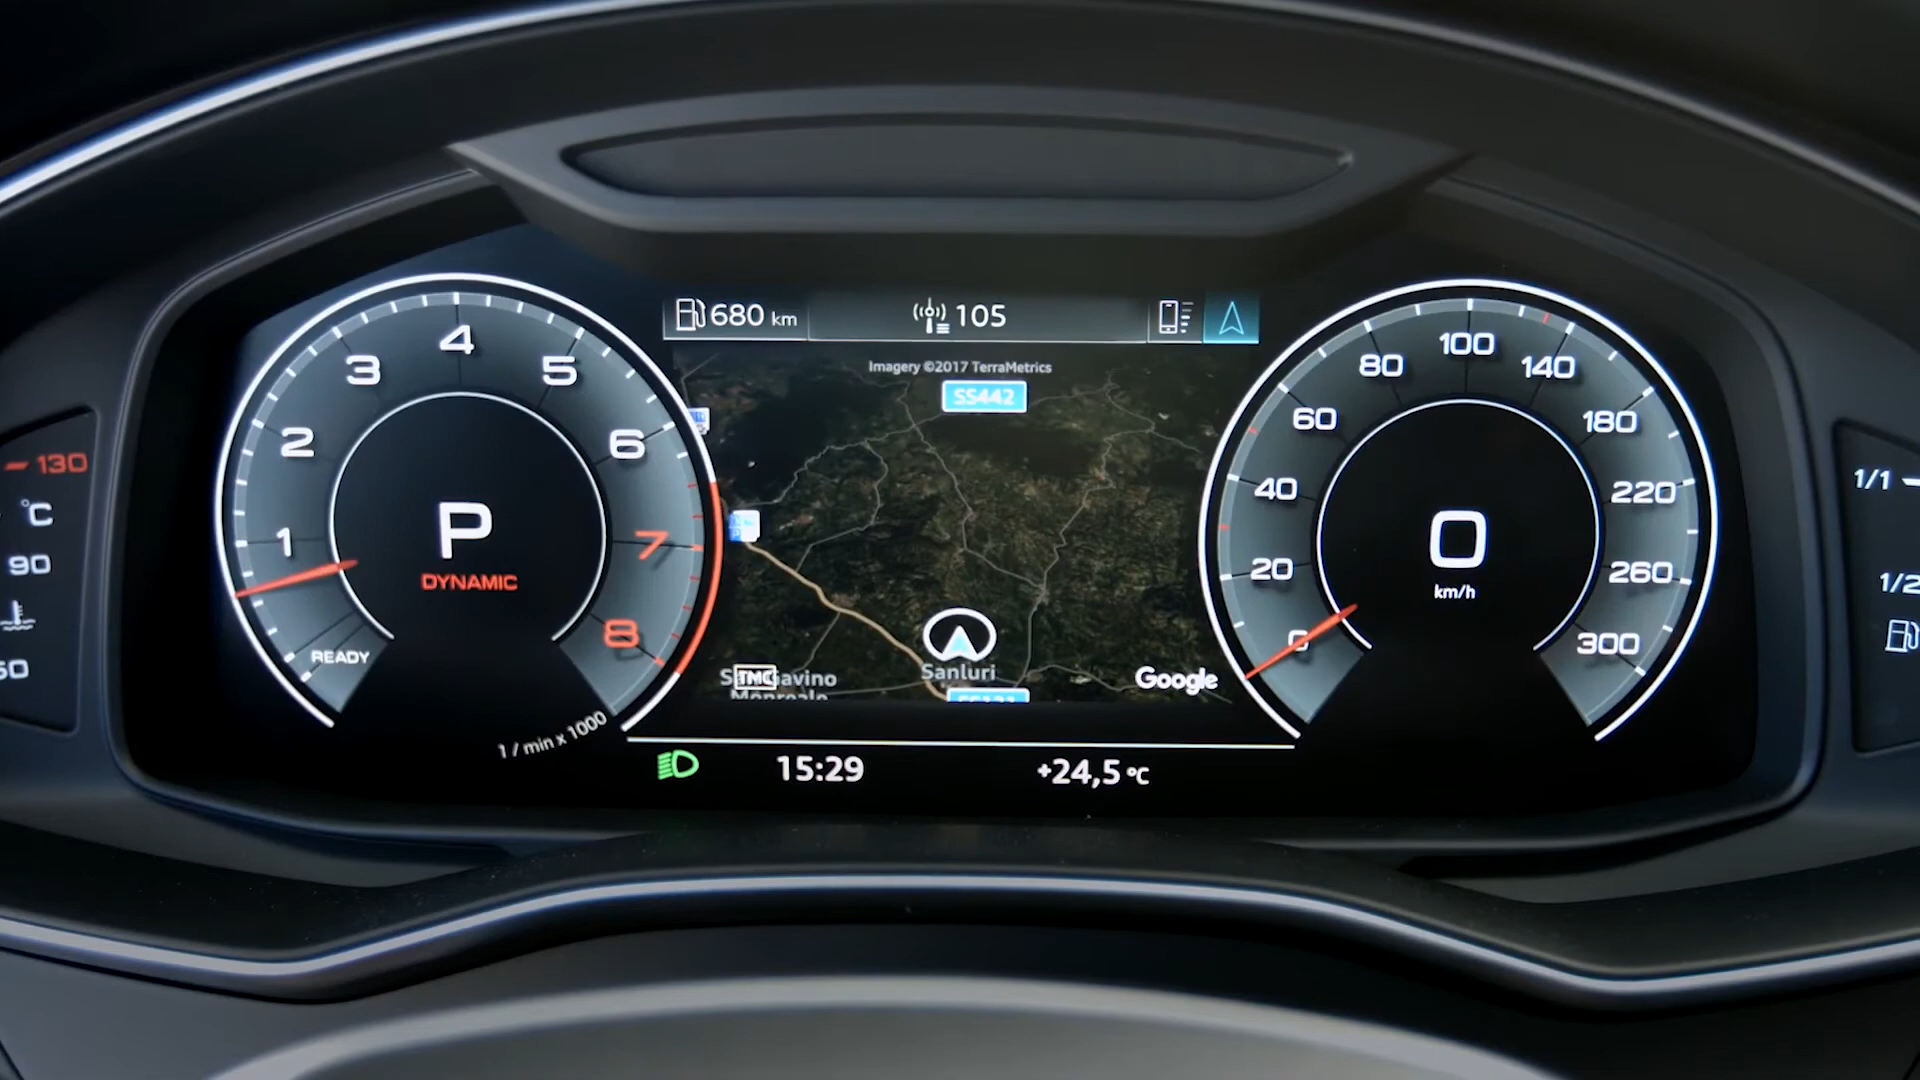 130
°C
90
50
1
2
3
4
5
6
7
8
READY
P
DYNAMIC
1 / min x 1000
680 km
105
Imagery ©2017 TerraMetrics
SS442
TMC
Sanluri
Monreale
Google
15:29
+24,5 °C
0
20
40
60
80
100
140
180
220
260
300
0
km/h
1/1
1/2